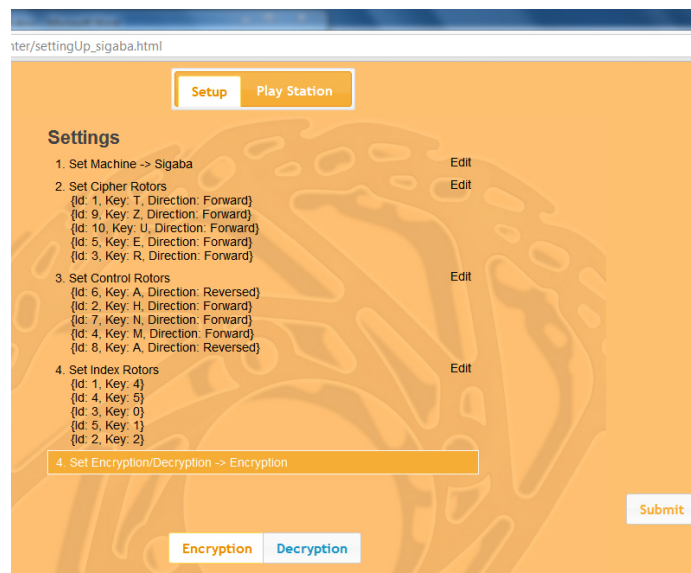 nter/settingUp_sigaba.html
Setup Play Station
Settings
1. Set Machine -> Sigaba Edit
2. Set Cipher Rotors Edit
{Id: 1, Key: T, Direction: Forward}
{Id: 9, Key: Z, Direction: Forward}
{Id: 10, Key: U, Direction: Forward}
{Id: 5, Key: E, Direction: Forward}
{Id: 3, Key: R, Direction: Forward}
3. Set Control Rotors Edit
{Id: 6, Key: A, Direction: Reversed}
{Id: 2, Key: H, Direction: Forward}
{Id: 7, Key: N, Direction: Forward}
{Id: 4, Key: M, Direction: Forward}
{Id: 8, Key: A, Direction: Reversed}
4. Set Index Rotors Edit
{Id: 1, Key: 4}
{Id: 4, Key: 5}
{Id: 3, Key: 0}
{Id: 5, Key: 1}
{Id: 2, Key: 2}
4. Set Encryption/Decryption -> Encryption
Submit
Encryption Decryption